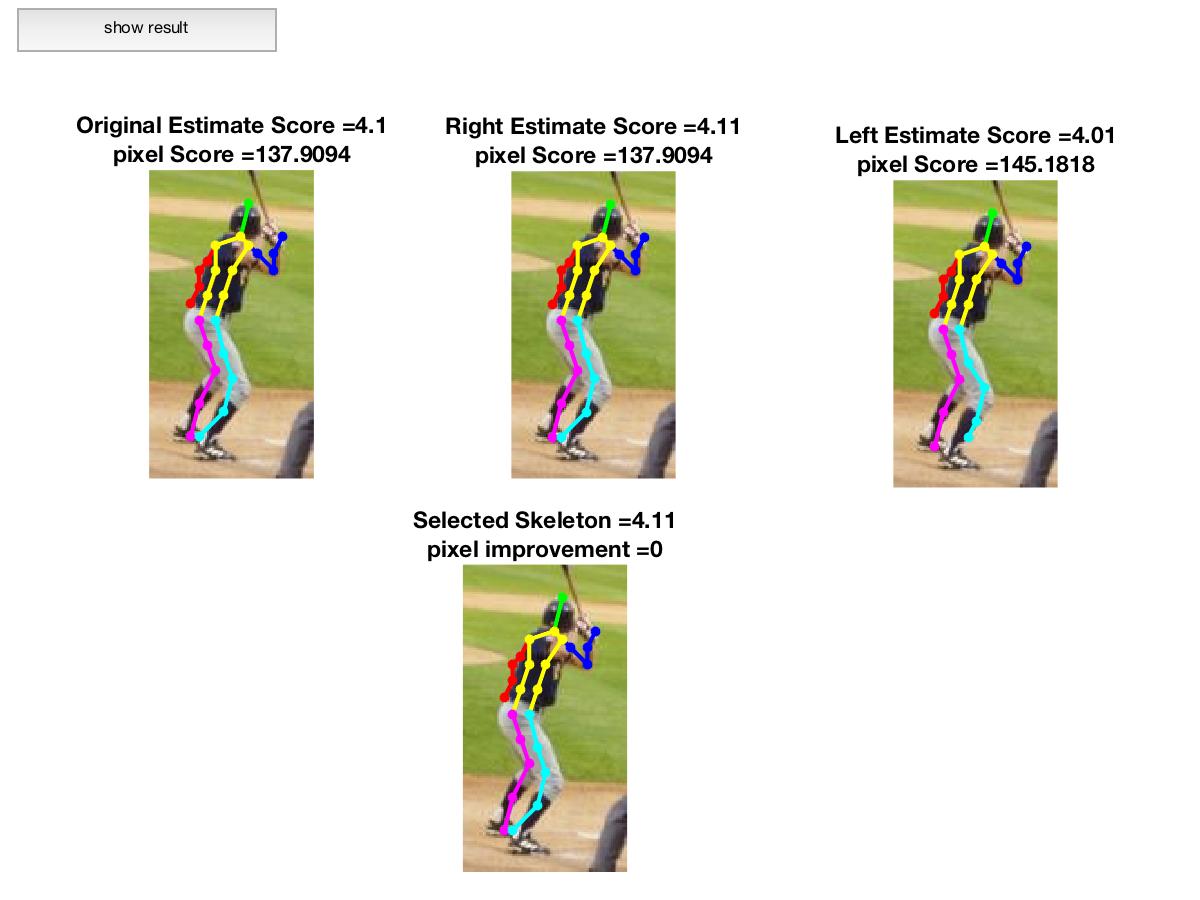 show result
Original Estimate Score =4.1
pixel Score =137.9094
Right Estimate Score =4.11
pixel Score =137.9094
Left Estimate Score =4.01
pixel Score =145.1818
Selected Skeleton =4.11
pixel improvement =0